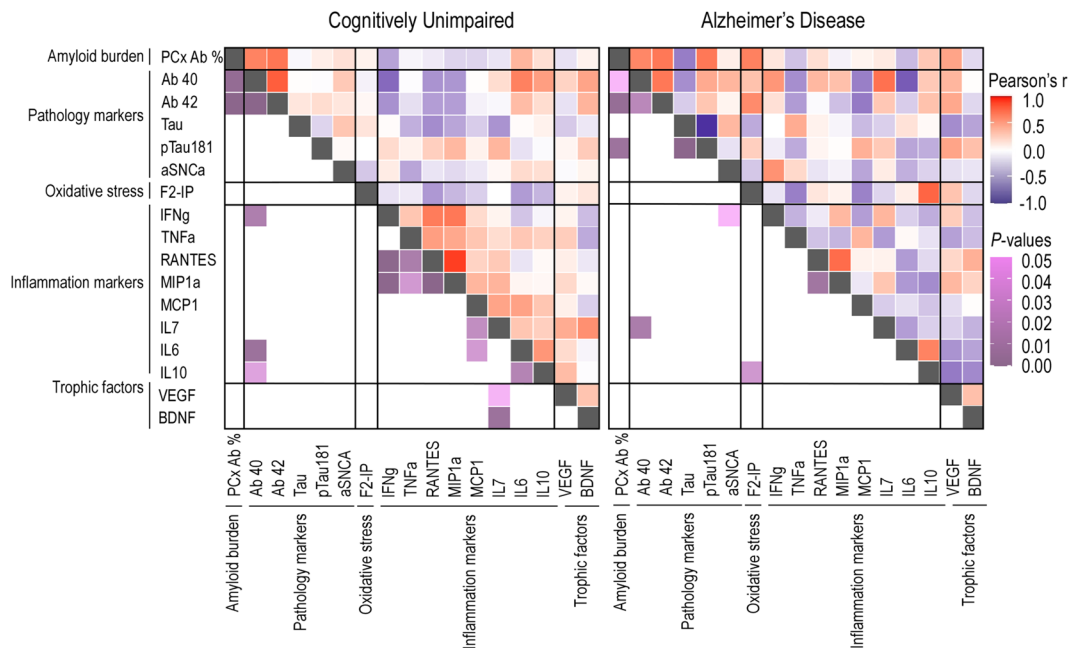 Cognitively Unimpaired
Alzheimer's Disease
Amyloid burden
PCx Ab %
Pathology markers
Ab 40
Ab 42
Tau
pTau181
aSNCa
Oxidative stress
F2-IP
Inflammation markers
IFNg
TNFa
RANTES
MIP1a
MCP1
IL7
IL6
IL10
Trophic factors
VEGF
BDNF
Pearson's r
1.0
0.5
0.0
-0.5
-1.0
P-values
0.05
0.04
0.03
0.02
0.01
0.00
PCx Ab %
Ab 40
Ab 42
Tau
pTau181
aSNCA
F2-IP
IFNg
TNFa
RANTES
MIP1a
MCP1
IL7
IL6
IL10
VEGF
BDNF
Amyloid burden
Pathology markers
Oxidative stress
Inflammation markers
Trophic factors
PCx Ab %
Ab 40
Ab 42
Tau
pTau181
aSNCA
F2-IP
IFNg
TNFa
RANTES
MIP1a
MCP1
IL7
IL6
IL10
VEGF
BDNF
Amyloid burden
Pathology markers
Oxidative stress
Inflammation markers
Trophic factors